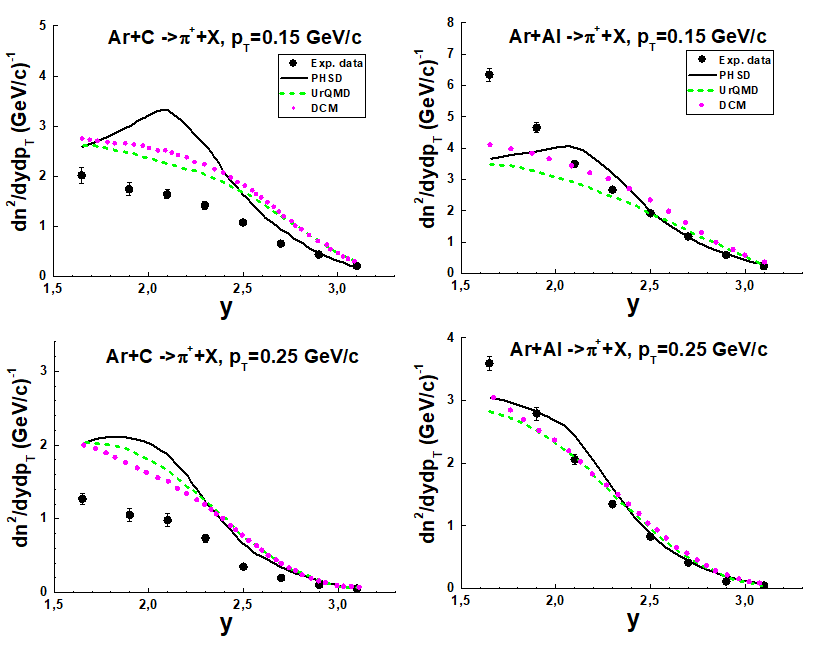 Ar+C ->π⁺+X, pT=0.15 GeV/c
Exp. data
PHSD
UrQMD
DCM
dn²/dydpT (GeV/c)⁻¹
5
4
3
2
1
0
1,5 2,0 2,5 3,0
y
Ar+Al ->π⁺+X, pT=0.15 GeV/c
Exp. data
PHSD
UrQMD
DCM
dn²/dydpT (GeV/c)⁻¹
8
7
6
5
4
3
2
1
0
1,5 2,0 2,5 3,0
y
Ar+C ->π⁺+X, pT=0.25 GeV/c
dn²/dydpT (GeV/c)⁻¹
3
2
1
0
1,5 2,0 2,5 3,0
y
Ar+Al ->π⁺+X, pT=0.25 GeV/c
dn²/dydpT (GeV/c)⁻¹
4
3
2
1
0
1,5 2,0 2,5 3,0
y